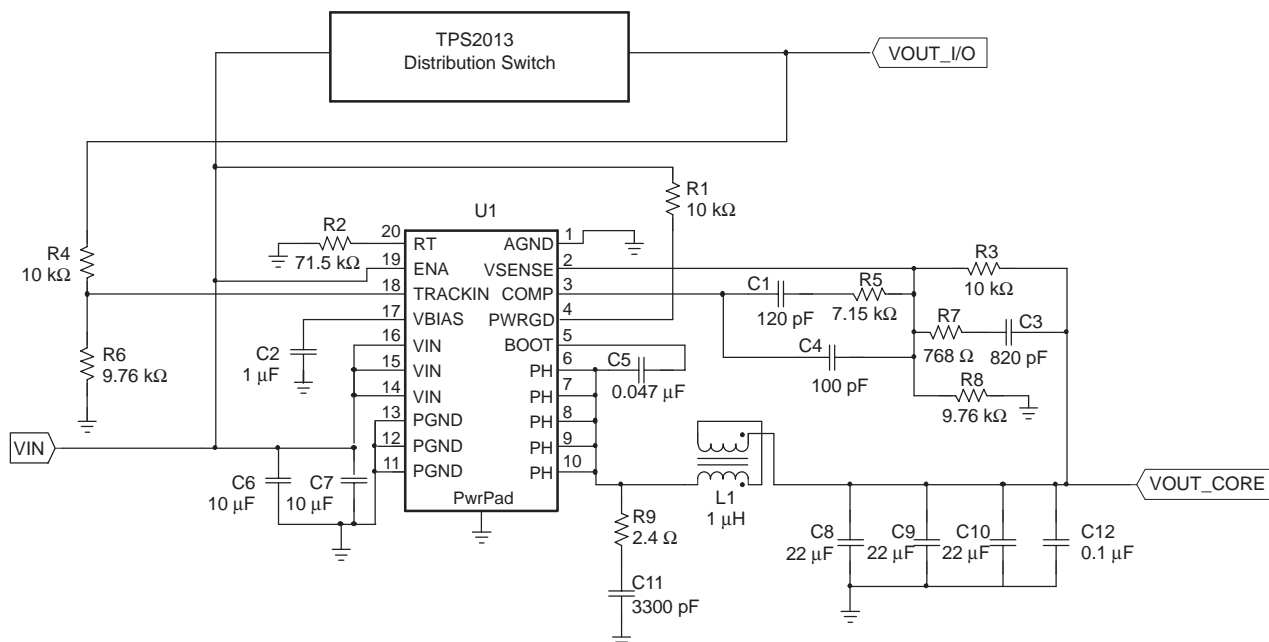 TPS2013
Distribution Switch
VOUT_I/O
R1
10 kΩ
U1
R2
71.5 kΩ
R4
10 kΩ
R6
9.76 kΩ
C2
1 μF
20 RT
19 ENA
18 TRACKIN
17 VBIAS
16 VIN
15 VIN
14 VIN
13 PGND
12 PGND
11 PGND
AGND 1
VSENSE 2
COMP 3
PWRGD 4
BOOT 5
PH 6
PH 7
PH 8
PH 9
PH 10
PwrPad
R3
10 kΩ
C1
120 pF
R5
7.15 kΩ
R7
768 Ω
C3
820 pF
C4
100 pF
R8
9.76 kΩ
C5
0.047 μF
VIN
C6
10 μF
C7
10 μF
L1
1 μH
VOUT_CORE
R9
2.4 Ω
C11
3300 pF
C8
22 μF
C9
22 μF
C10
22 μF
C12
0.1 μF